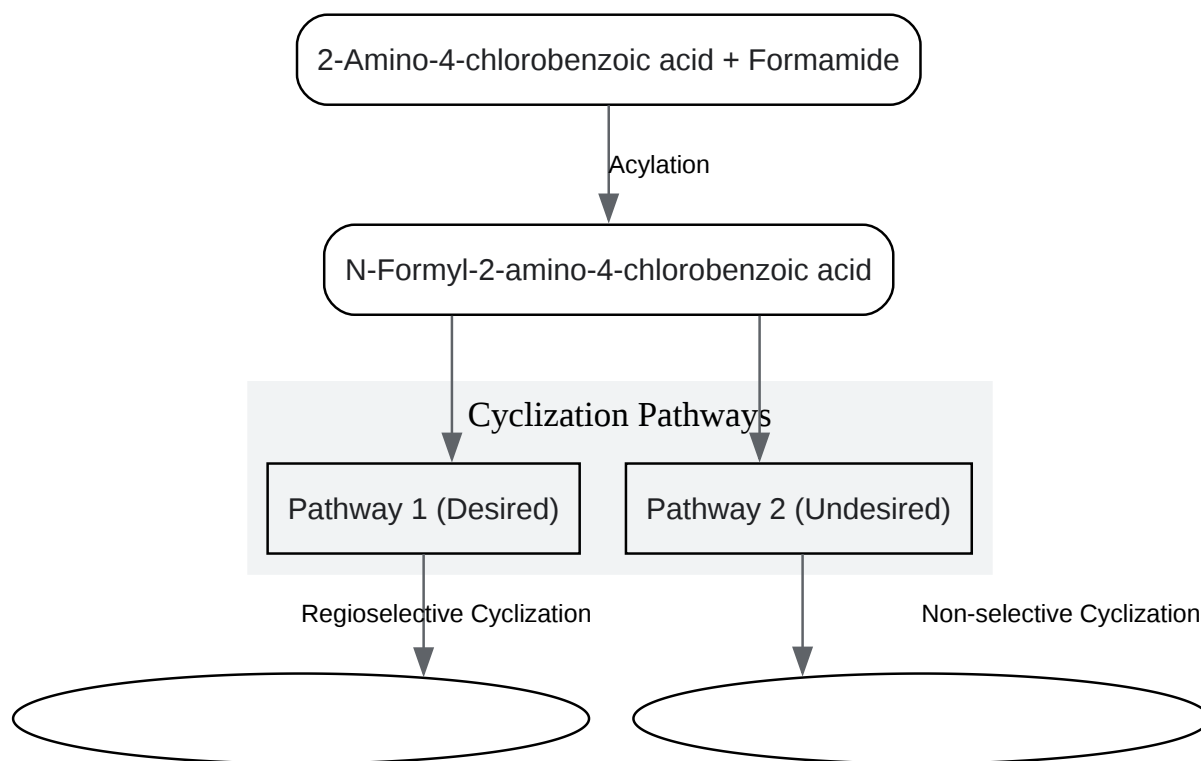 2-Amino-4-chlorobenzoic acid + Formamide
Acylation
N-Formyl-2-amino-4-chlorobenzoic acid
Cyclization Pathways
Pathway 1 (Desired)
Pathway 2 (Undesired)
Regioselective Cyclization
Non-selective Cyclization